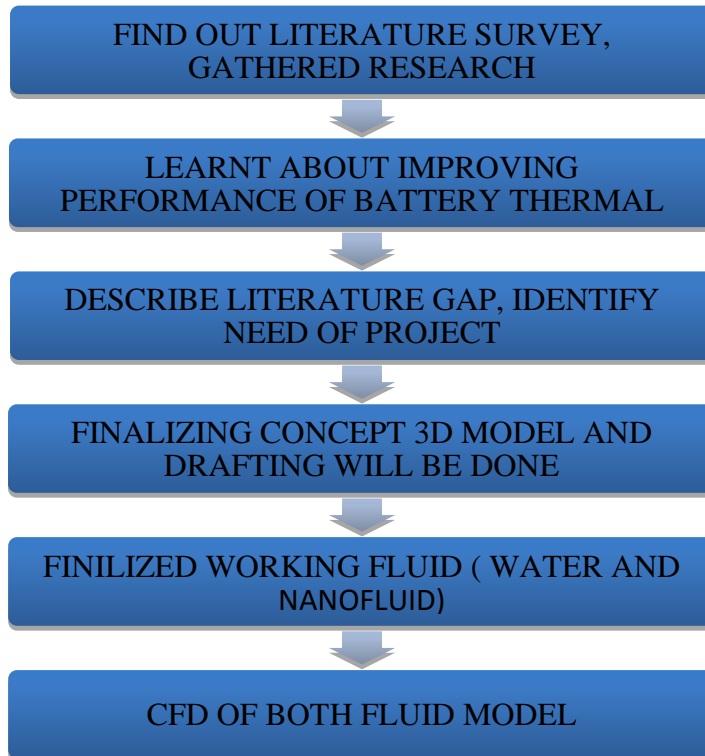 FIND OUT LITERATURE SURVEY,
GATHERED RESEARCH
LEARNT ABOUT IMPROVING
PERFORMANCE OF BATTERY THERMAL
DESCRIBE LITERATURE GAP, IDENTIFY
NEED OF PROJECT
FINALIZING CONCEPT 3D MODEL AND
DRAFTING WILL BE DONE
FINILIZED WORKING FLUID ( WATER AND
NANOFLUID)
CFD OF BOTH FLUID MODEL